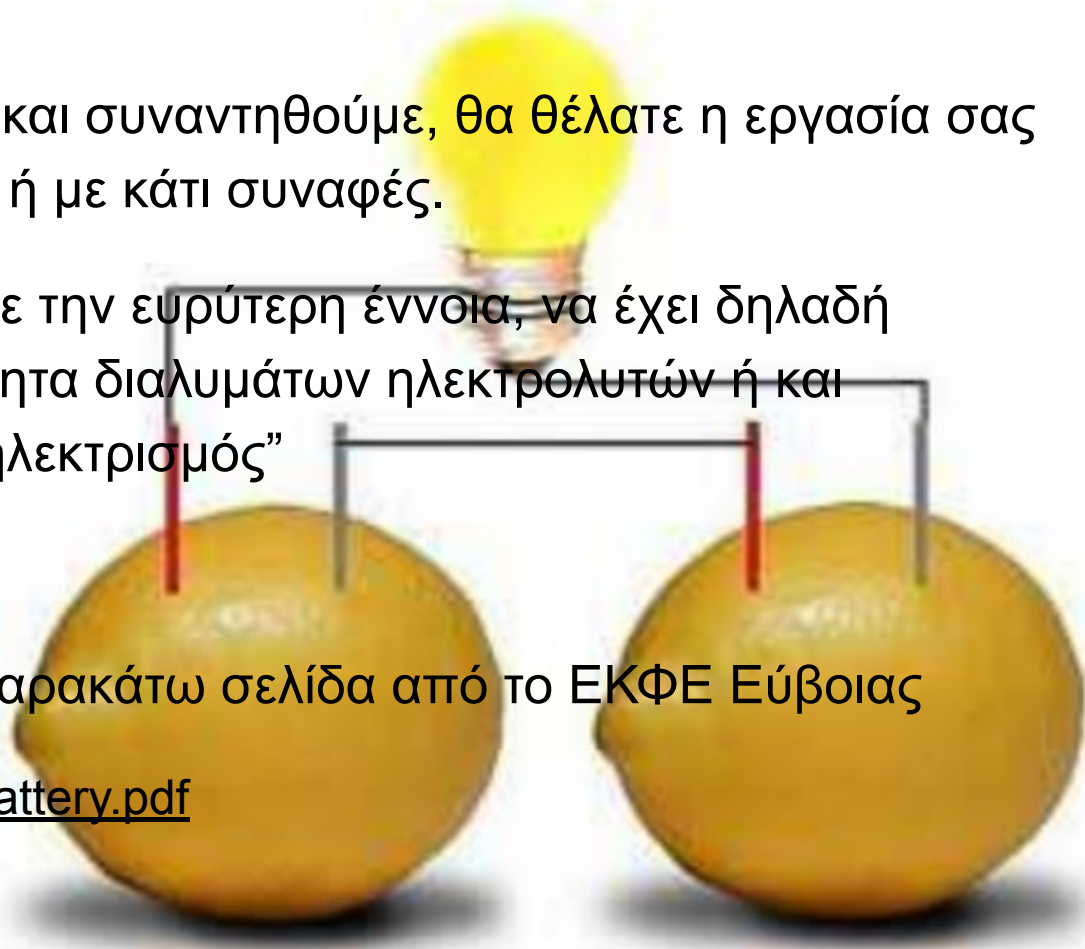 και συναντηθούμε, θα θέλατε η εργασία σας
ή με κάτι συναφές.
ε την ευρύτερη έννοια, να έχει δηλαδή
ητα διαλυμάτων ηλεκτρολυτών ή και
ηλεκτρισμός”
αρακάτω σελίδα από το ΕΚΦΕ Εύβοιας
attery.pdf